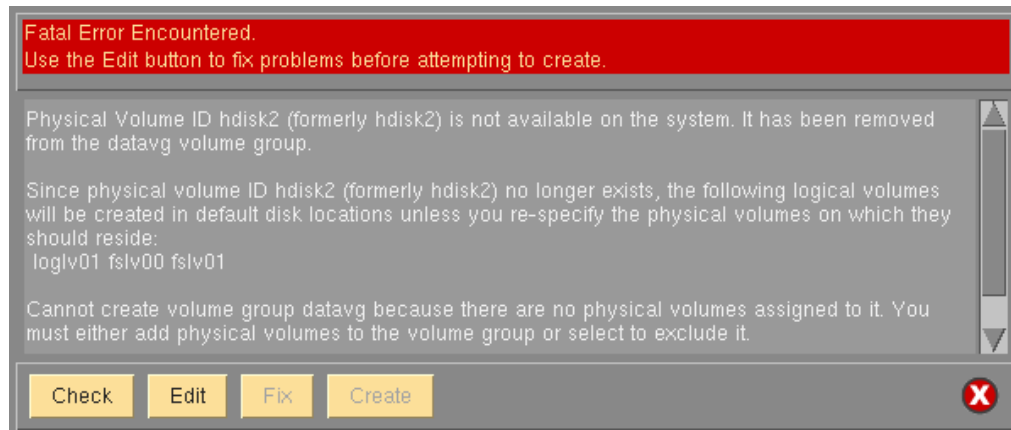 Fatal Error Encountered.
Use the Edit button to fix problems before attempting to create.
Physical Volume ID hdisk2 (formerly hdisk2) is not available on the system. It has been removed
from the datavg volume group.
Since physical volume ID hdisk2 (formerly hdisk2) no longer exists, the following logical volumes
will be created in default disk locations unless you re-specify the physical volumes on which they
should reside:
loglv01 fslv00 fslv01
Cannot create volume group datavg because there are no physical volumes assigned to it. You
must either add physical volumes to the volume group or select to exclude it.
Check Edit Fix Create